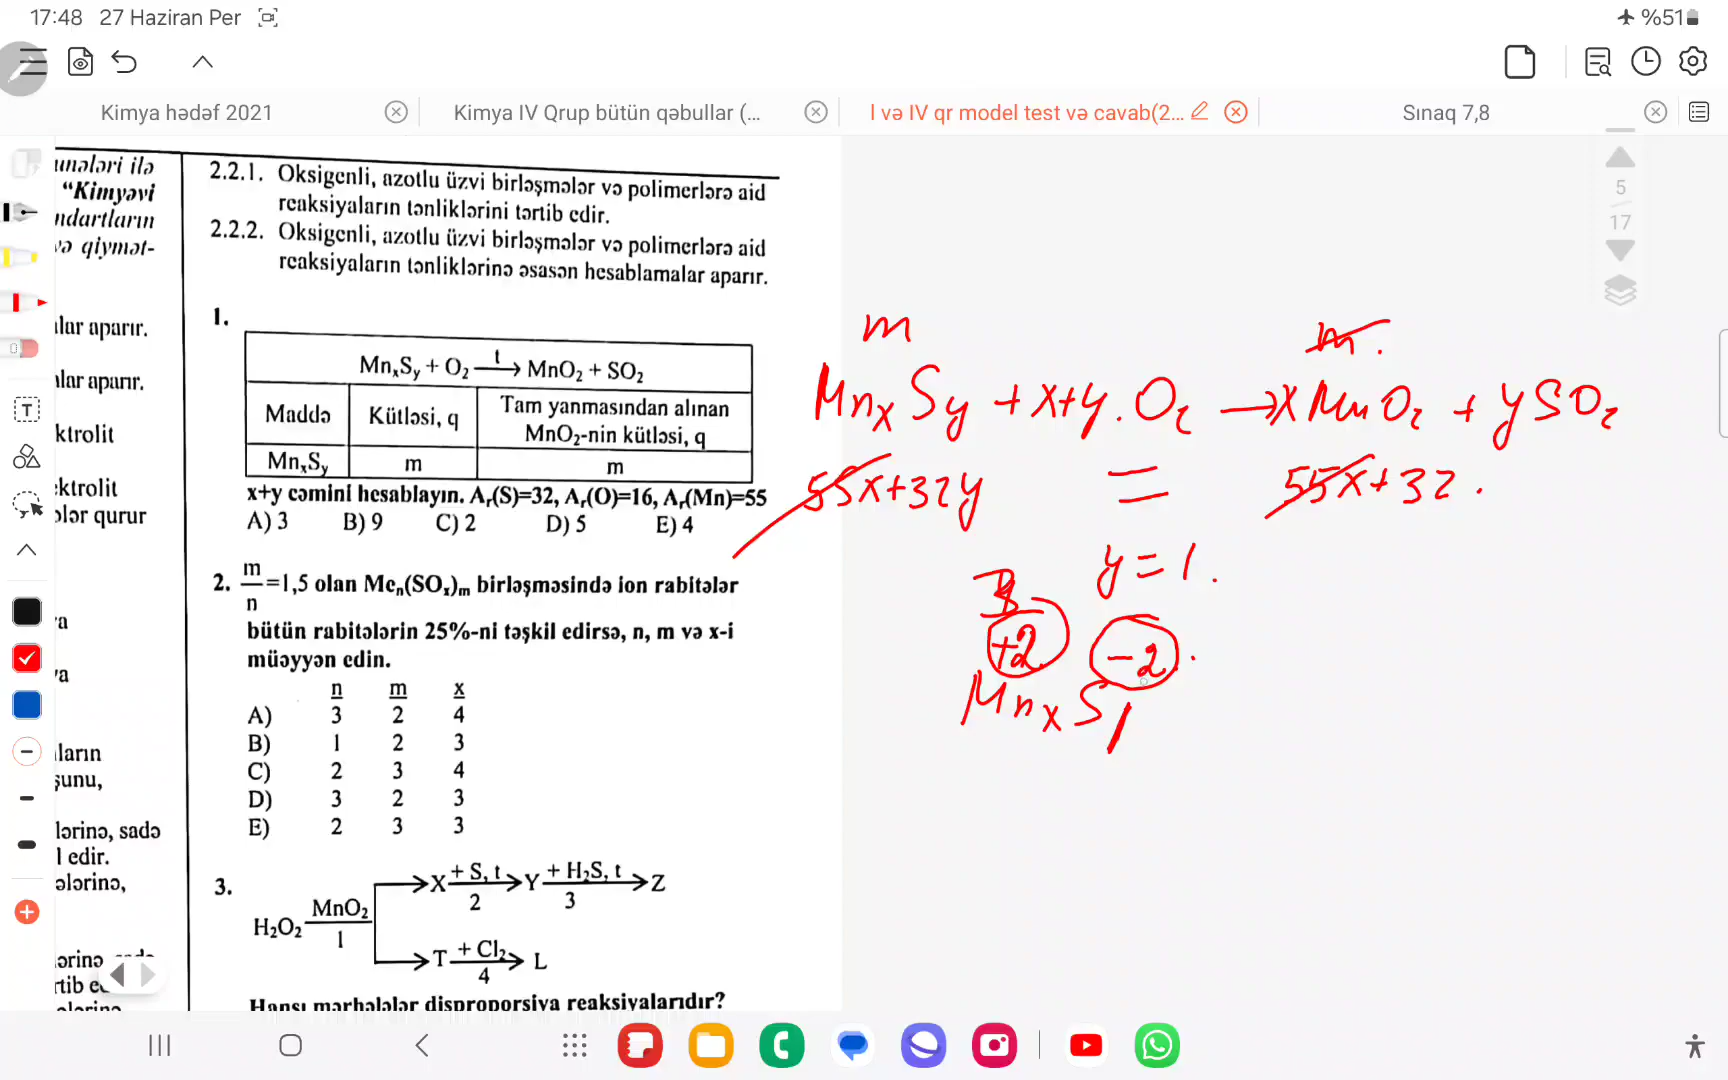 17:48 27 Haziran Per %51
Kimya hədəf 2021
Kimya IV Qrup bütün qəbullar (...
I və IV qr model test və cavab(2...
Sınaq 7,8
5
17
unələri ilə
“Kimyəvi
ndartların
və qiymət-
lar aparır.
lar aparır.
ktrolit
ektrolit
ələr qurur
2.2.1. Oksigenli, azotlu üzvi birləşmələr və polimerlərə aid
reaksiyaların tənliklərini tərtib edir.
2.2.2. Oksigenli, azotlu üzvi birləşmələr və polimerlərə aid
reaksiyaların tənliklərinə əsasən hesablamalar aparır.
1.
MnxSy + O2 —t→ MnO2 + SO2
Maddə Kütləsi, q Tam yanmasından alınan
MnO2-nin kütləsi, q
MnxSy m m
x+y cəmini hesablayın. Ar(S)=32, Ar(O)=16, Ar(Mn)=55
A) 3 B) 9 C) 2 D) 5 E) 4
m m.
MnxSy + x+y.O2 → xMnO2 + ySO2
55x+32y = 55x+32.
y=1.
+2 -2.
MnxS1
2. m/n=1,5 olan Men(SOx)m birləşməsində ion rabitələr
bütün rabitələrin 25%-ni təşkil edirsə, n, m və x-i
müəyyən edin.
n m x
A) 3 2 4
B) 1 2 3
C) 2 3 4
D) 3 2 3
E) 2 3 3
ların
şunu,
lərinə, sadə
l edir.
ələrinə,
3.
X + S, t 2 → Y + H2S, t 3 → Z
H2O2 MnO2 1
T + Cl2 4 → L
Hansı mərhələlər disproporsiya reaksiyalarıdır?